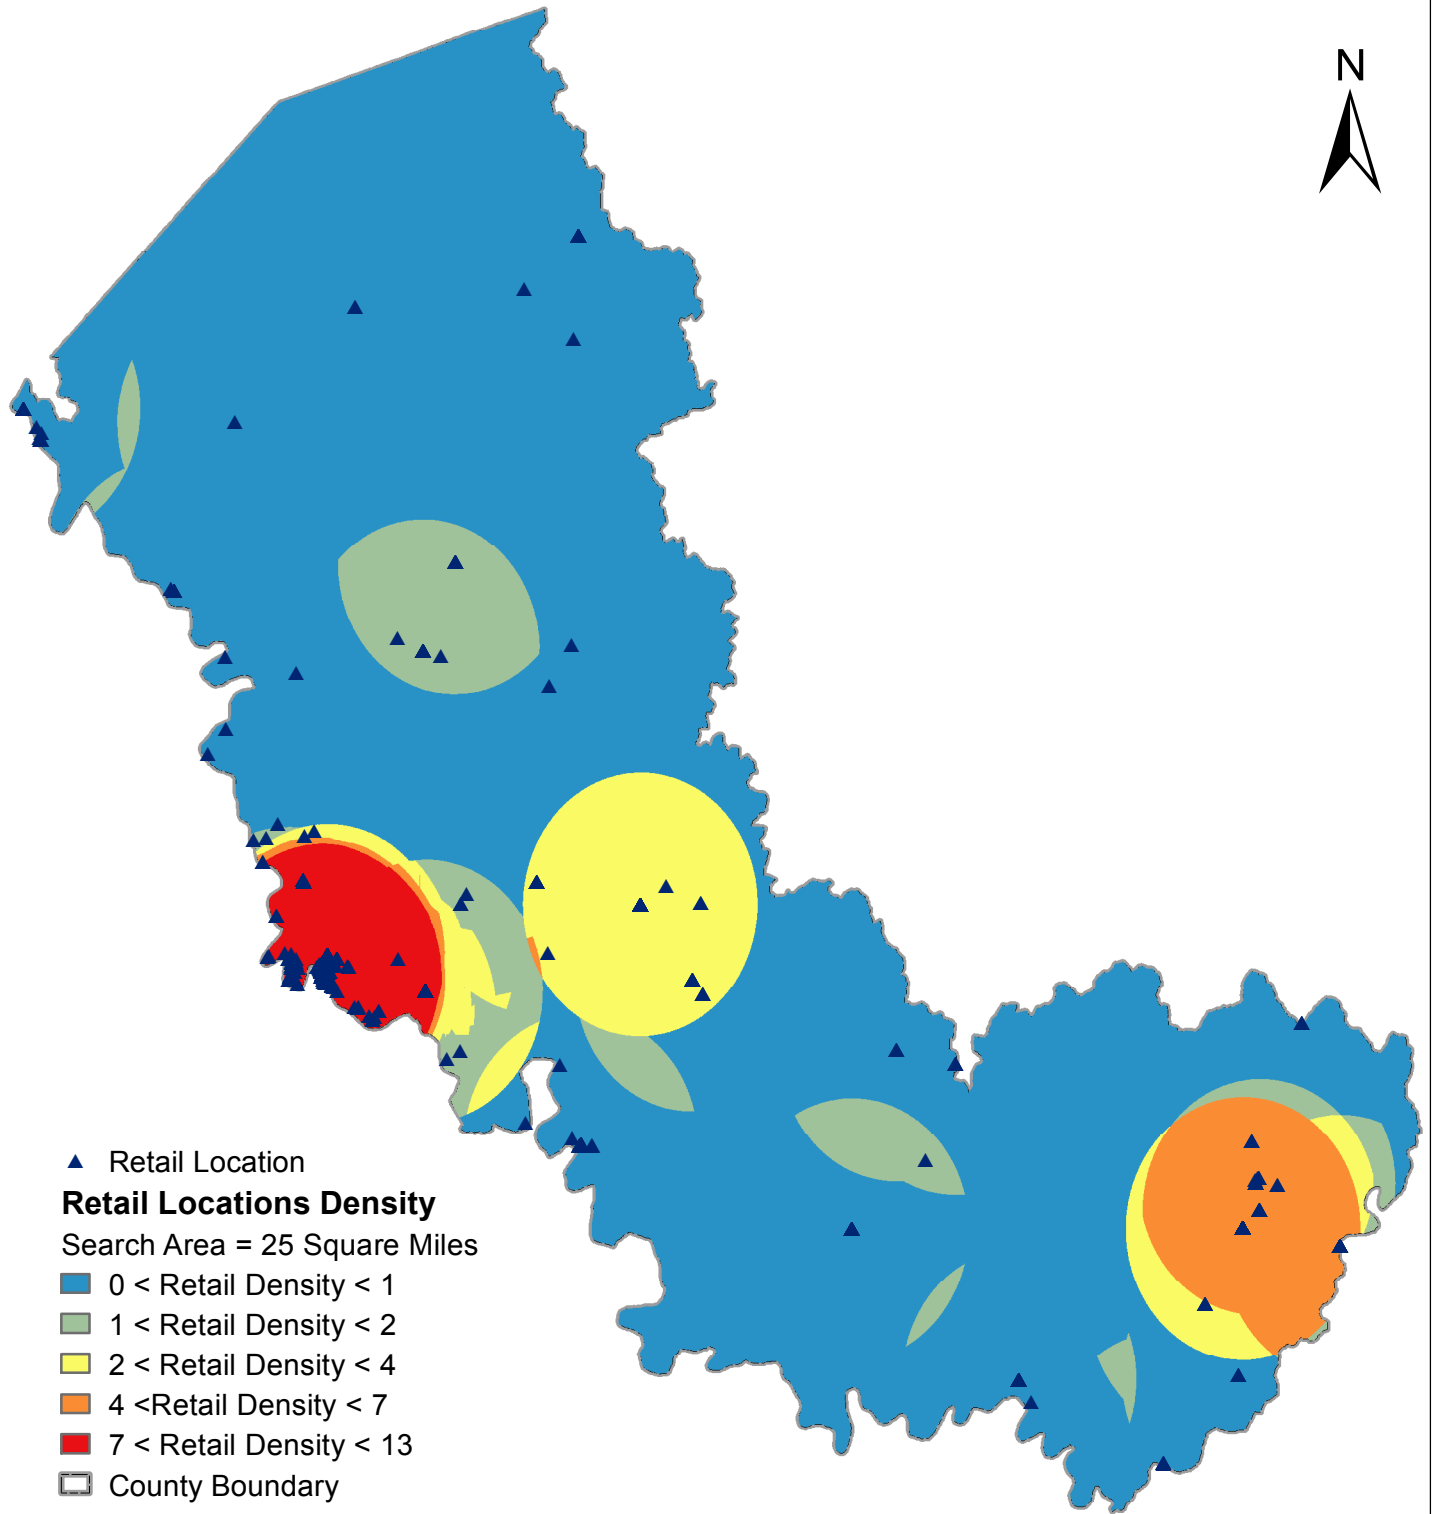 N
Retail Location
Retail Locations Density
Search Area = 25 Square Miles
0 < Retail Density < 1
1 < Retail Density < 2
2 < Retail Density < 4
4 <Retail Density < 7
7 < Retail Density < 13
County Boundary